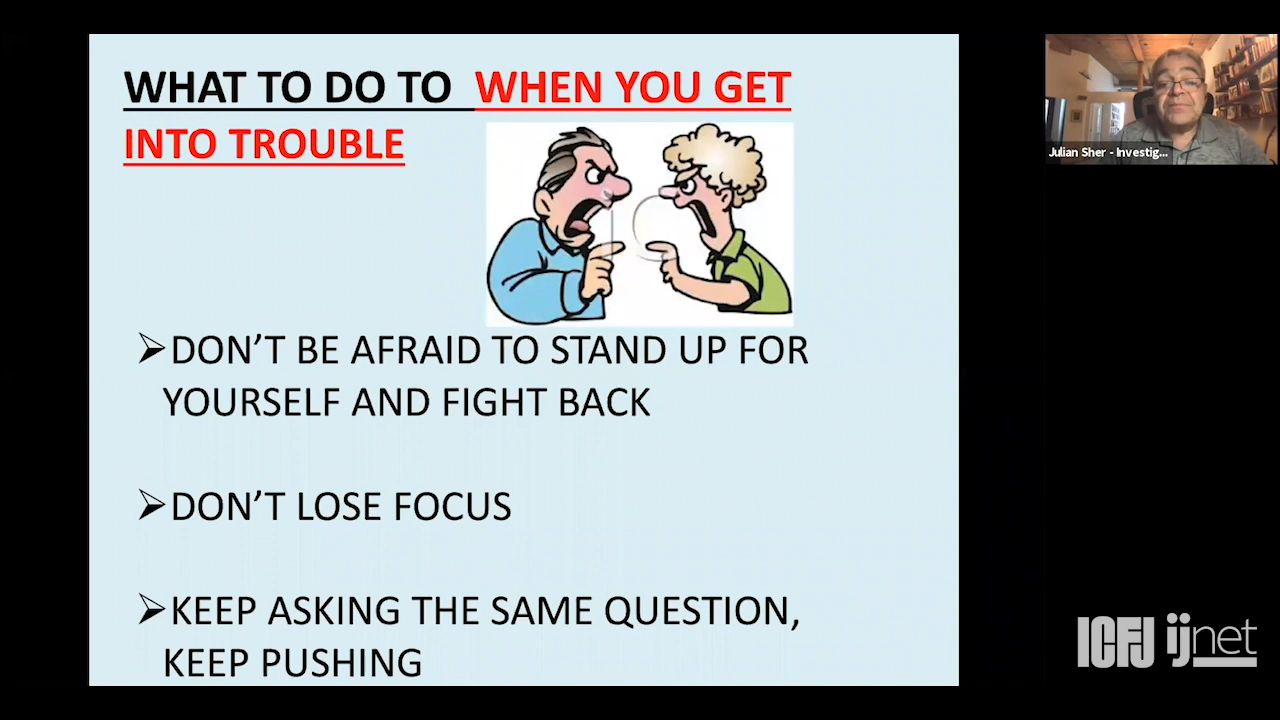 WHAT TO DO TO WHEN YOU GET
INTO TROUBLE
➢DON'T BE AFRAID TO STAND UP FOR
YOURSELF AND FIGHT BACK
➢DON'T LOSE FOCUS
➢KEEP ASKING THE SAME QUESTION,
KEEP PUSHING
Julian Sher - Investig...
ICFJ ijnet